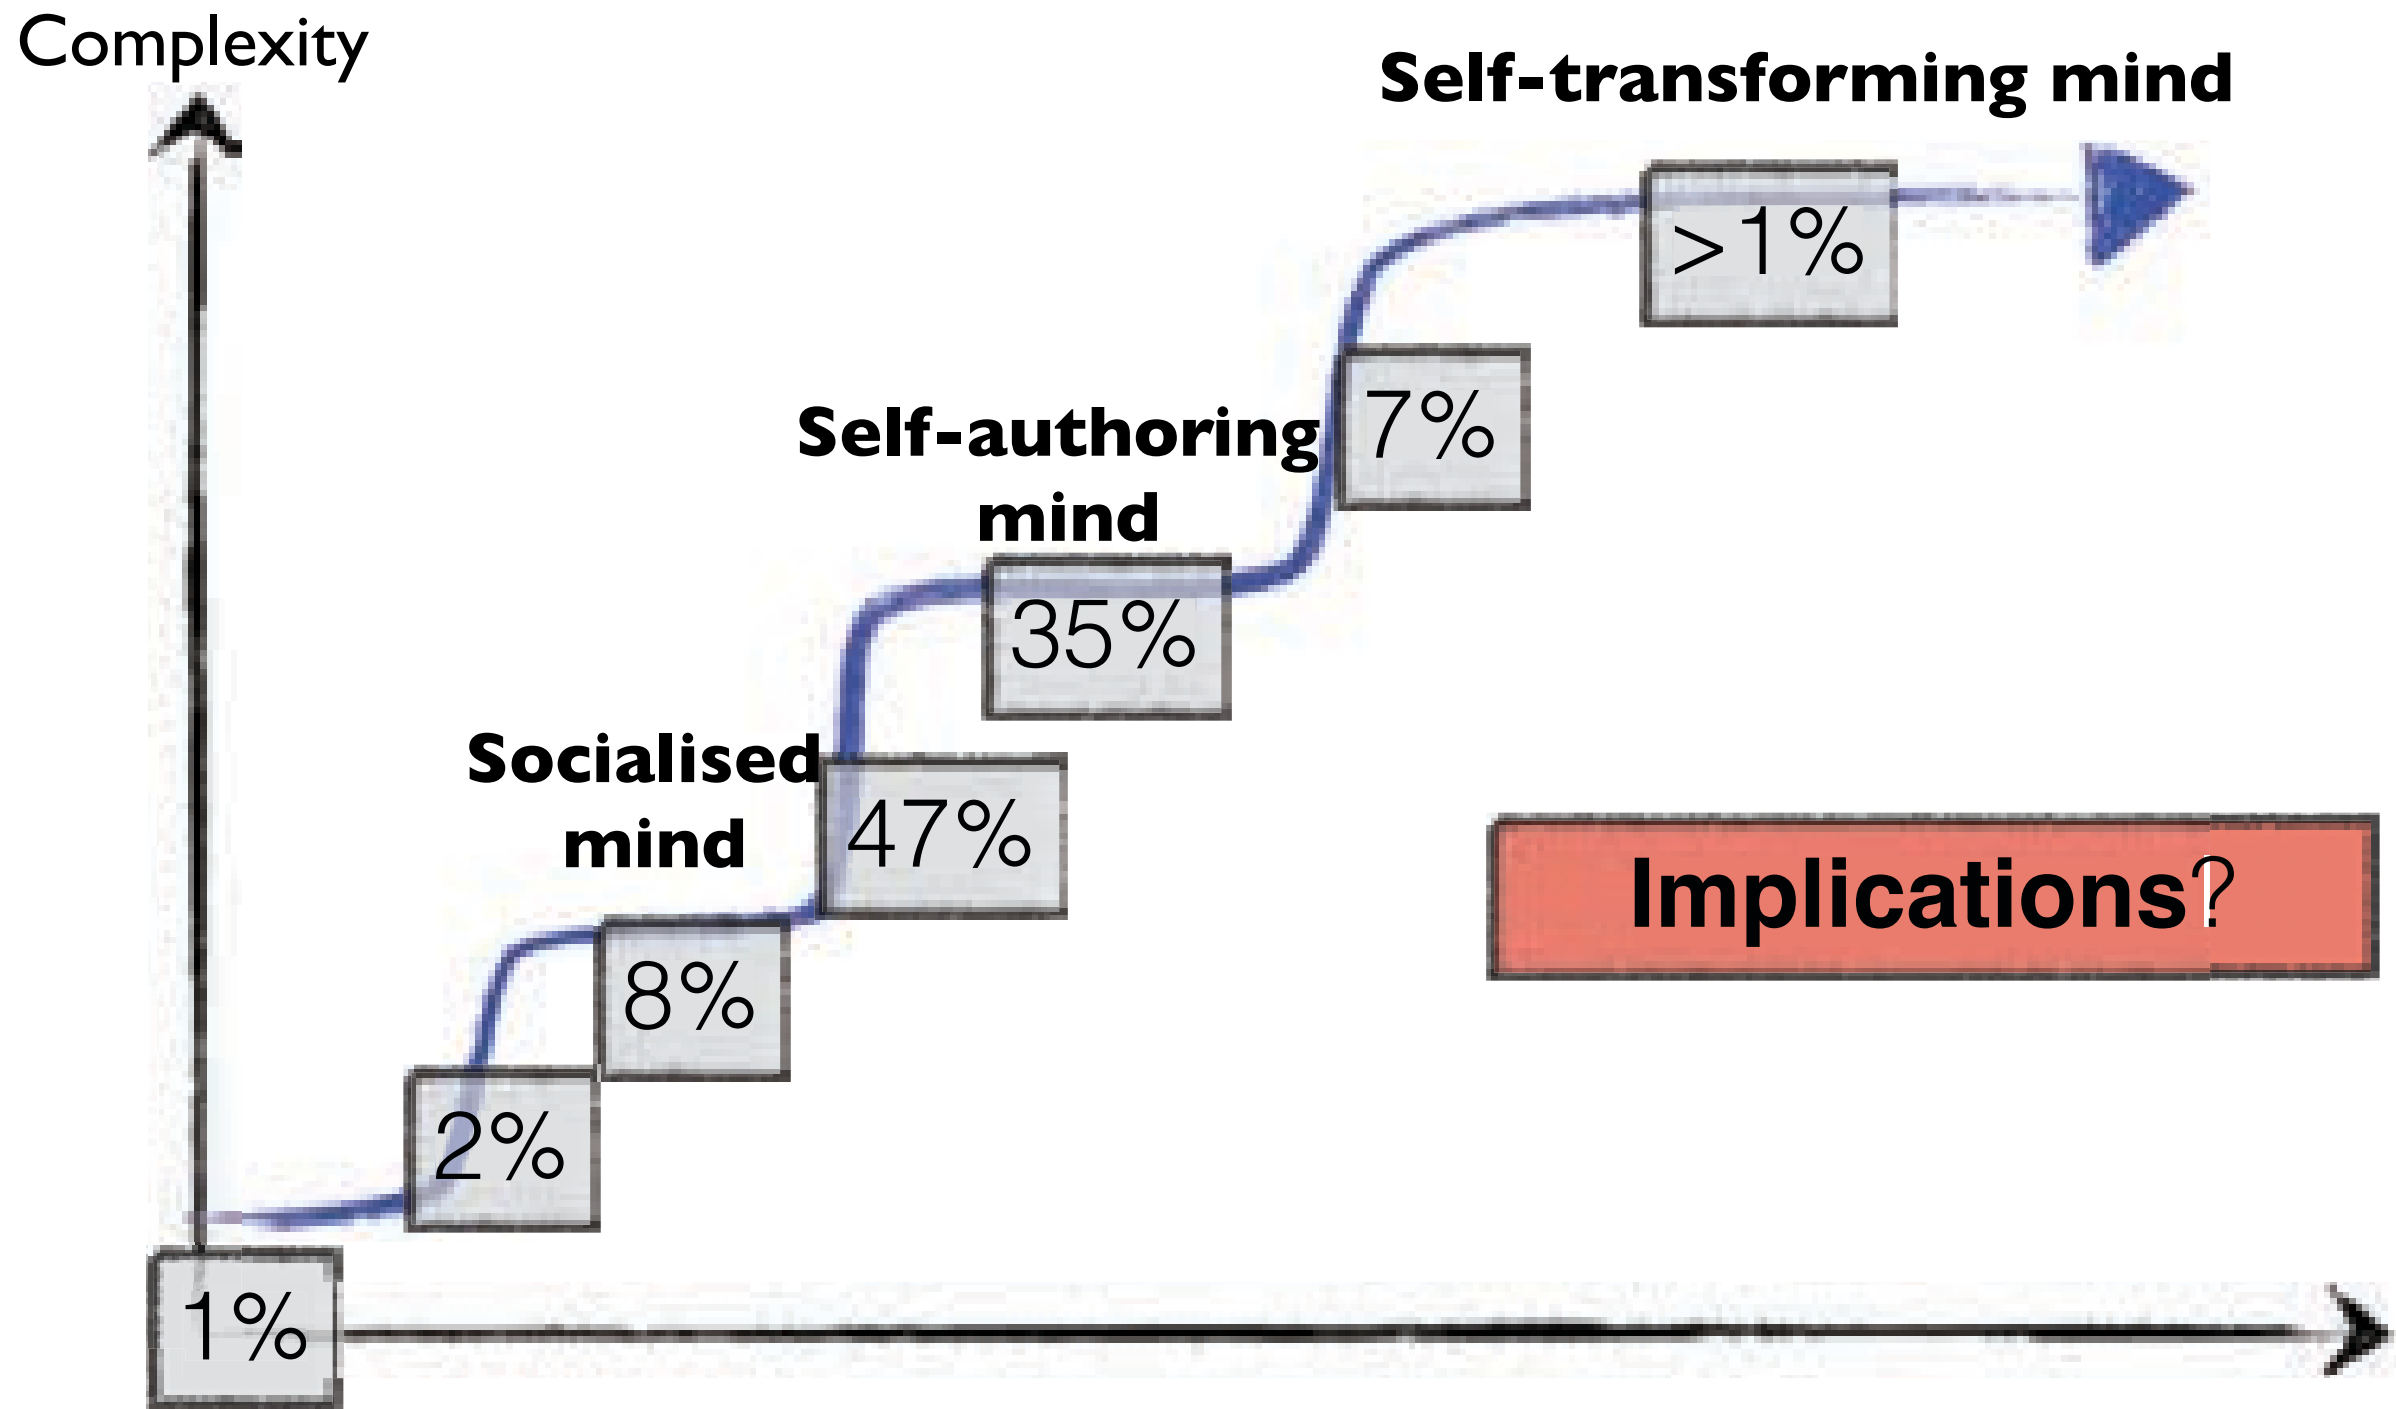 Complexity
Self-transforming mind
>1%
7%
Self-authoring
mind
35%
Socialised
mind
47%
Implications?
8%
2%
1%